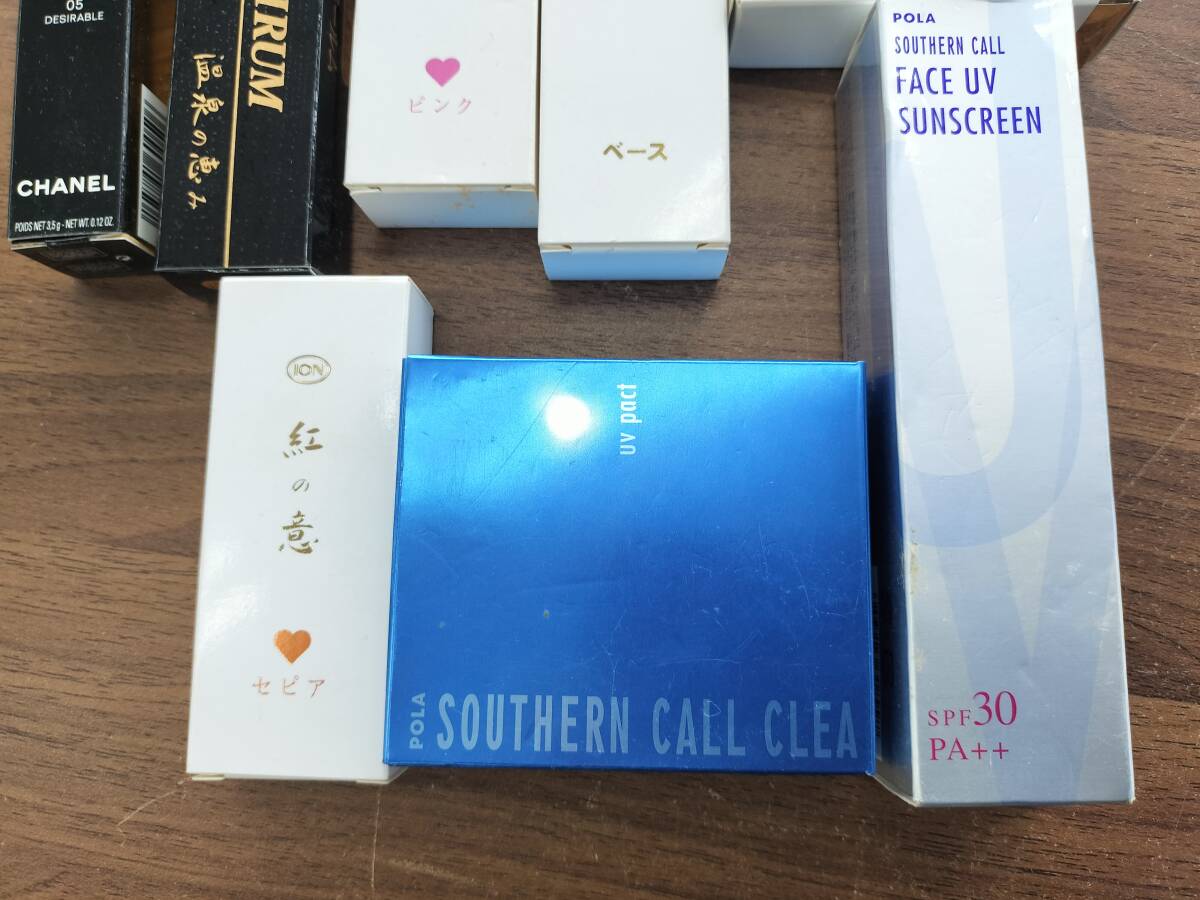 05
DESIRABLE
CHANEL
POIDS NET 3,5 g - NET WT. 0.12 OZ.
IRUM
温泉の恵み
ピンク
ベース
POLA
SOUTHERN CALL
FACE UV
SUNSCREEN
SPF30
PA++
ION
紅の意
セピア
UV pact
POLA
SOUTHERN CALL CLEA